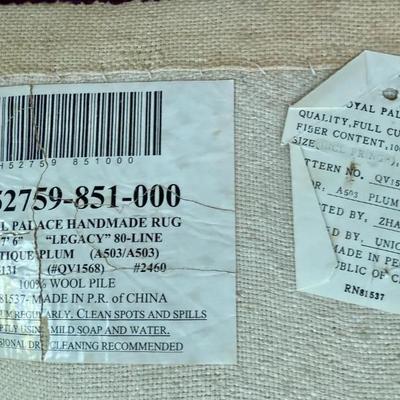 H52759 851000
52759-851-000
L PALACE HANDMADE RUG
7' 6" "LEGACY" 80-LINE
TIQUE PLUM (A503/A503)
131 (#QV1568) #2460
100% WOOL PILE
81537- MADE IN P.R. of CHINA
REGULARLY. CLEAN SPOTS AND SPILLS
USING MILD SOAP AND WATER.
SIONAL DRY CLEANING RECOMMENDED
OYAL PAL
QUALITY, FULL CU
FIBER CONTENT, 10
SIZE
TTERN NO. QV15
R: A503 PLUM
TED BY: ZHA
TED BY: UNIC
MADE IN PE
PUBLIC OF C
RN81537